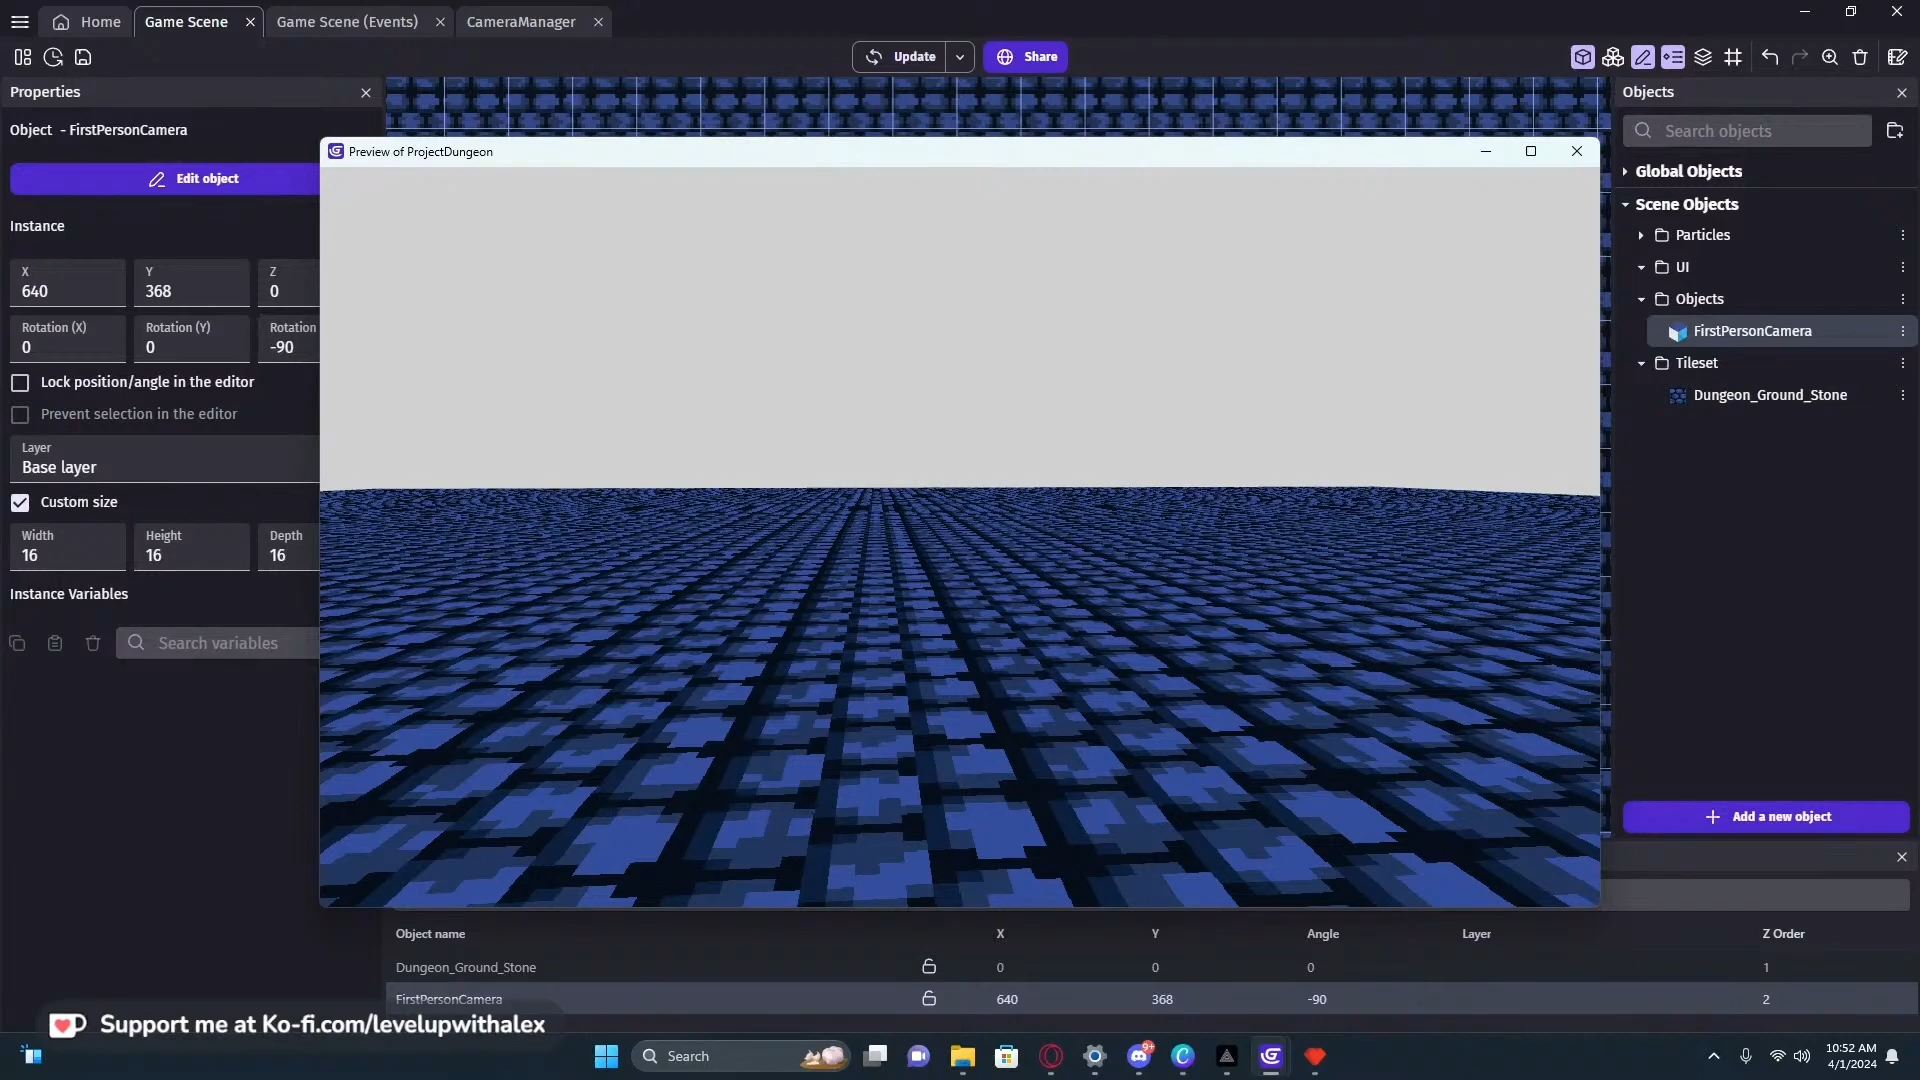 Home
Game Scene
Game Scene (Events)
CameraManager
Update
Share
Properties
Object - FirstPersonCamera
Edit object
Instance
X
640
Y
368
Z
0
Rotation (X)
0
Rotation (Y)
0
Rotation
-90
Lock position/angle in the editor
Prevent selection in the editor
Layer
Base layer
Custom size
Width
16
Height
16
Depth
16
Instance Variables
Search variables
Preview of ProjectDungeon
Objects
Search objects
Global Objects
Scene Objects
Particles
UI
Objects
FirstPersonCamera
Tileset
Dungeon_Ground_Stone
Add a new object
Object name X Y Angle Layer Z Order
Dungeon_Ground_Stone 0 0 0 1
FirstPersonCamera 640 368 -90 2
Support me at Ko-fi.com/levelupwithalex
Search
9+
10:52 AM
4/1/2024